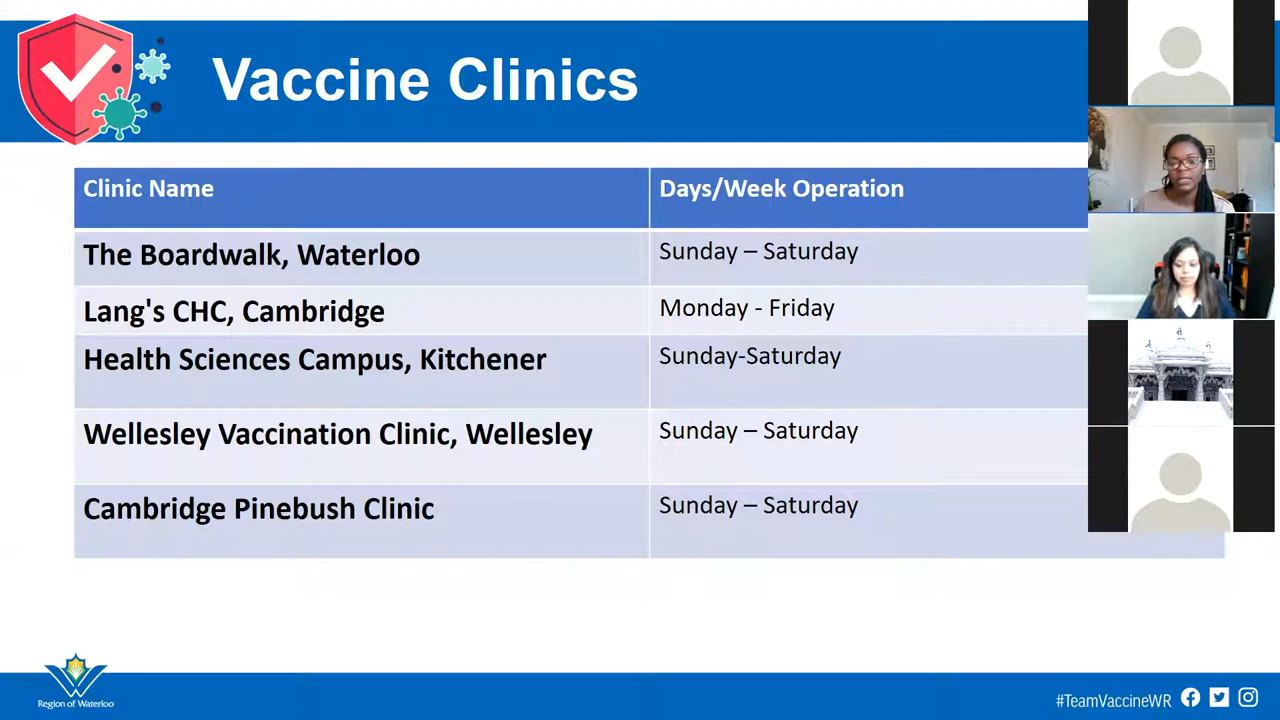 Vaccine Clinics
Clinic Name
Days/Week Operation
The Boardwalk, Waterloo
Sunday – Saturday
Lang's CHC, Cambridge
Monday - Friday
Health Sciences Campus, Kitchener
Sunday-Saturday
Wellesley Vaccination Clinic, Wellesley
Sunday – Saturday
Cambridge Pinebush Clinic
Sunday – Saturday
Region of Waterloo
#TeamVaccineWR